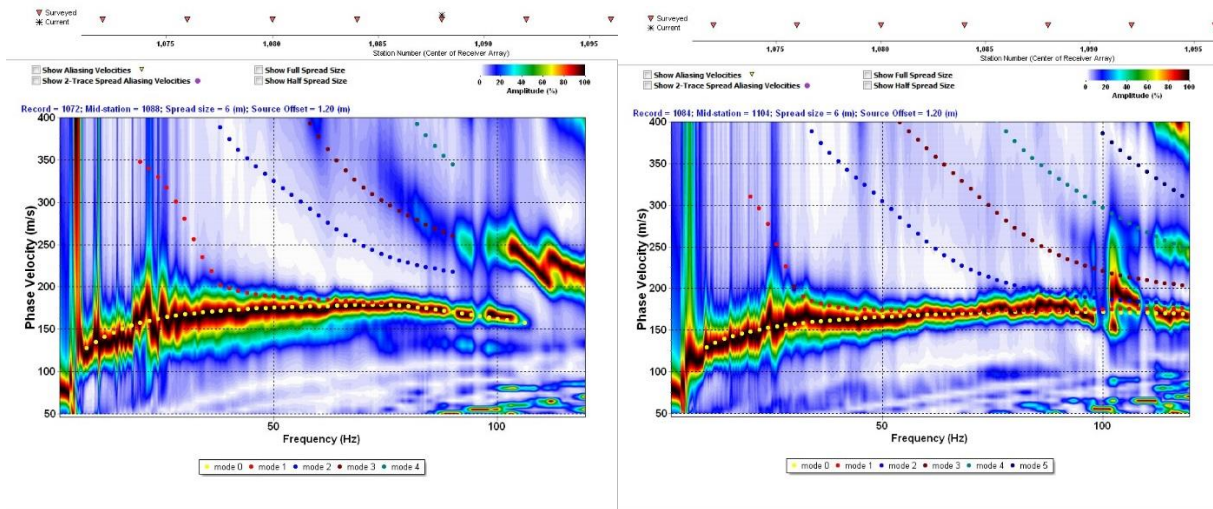 Surveyed
Current
1,075 1,080 1,085 1,090 1,095
Station Number (Center of Receiver Array)
Show Aliasing Velocities
Show Full Spread Size
Show 2-Trace Spread Aliasing Velocities
Show Half Spread Size
0 20 40 60 80 100
Amplitude (%)
Record = 1072; Mid-station = 1088; Spread size = 6 (m); Source Offset = 1.20 (m)
400
350
300
250
200
150
100
50
Phase Velocity (m/s)
50 100
Frequency (Hz)
mode 0 mode 1 mode 2 mode 3 mode 4
Surveyed
Current
1,075 1,080 1,085 1,090 1,095
Station Number (Center of Receiver Array)
Show Aliasing Velocities
Show Full Spread Size
Show 2-Trace Spread Aliasing Velocities
Show Half Spread Size
0 20 40 60 80 100
Amplitude (%)
Record = 1084; Mid-station = 1104; Spread size = 6 (m); Source Offset = 1.20 (m)
400
350
300
250
200
150
100
50
Phase Velocity (m/s)
50 100
Frequency (Hz)
mode 0 mode 1 mode 2 mode 3 mode 4 mode 5